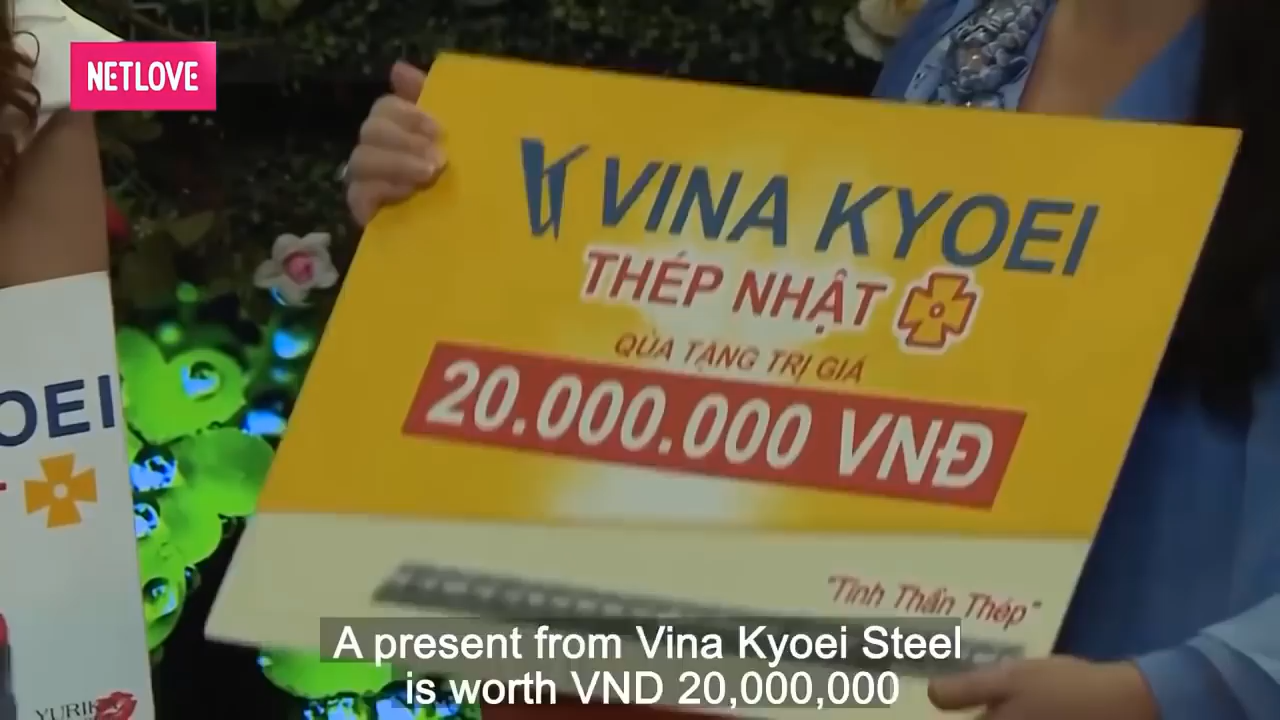 NETLOVE
VINA KYOEI
THÉP NHẬT
QÙA TẶNG TRỊ GIÁ
20.000.000 VNĐ
"Tinh Thần Thép"
OEI
YURIK
A present from Vina Kyoei Steel
is worth VND 20,000,000